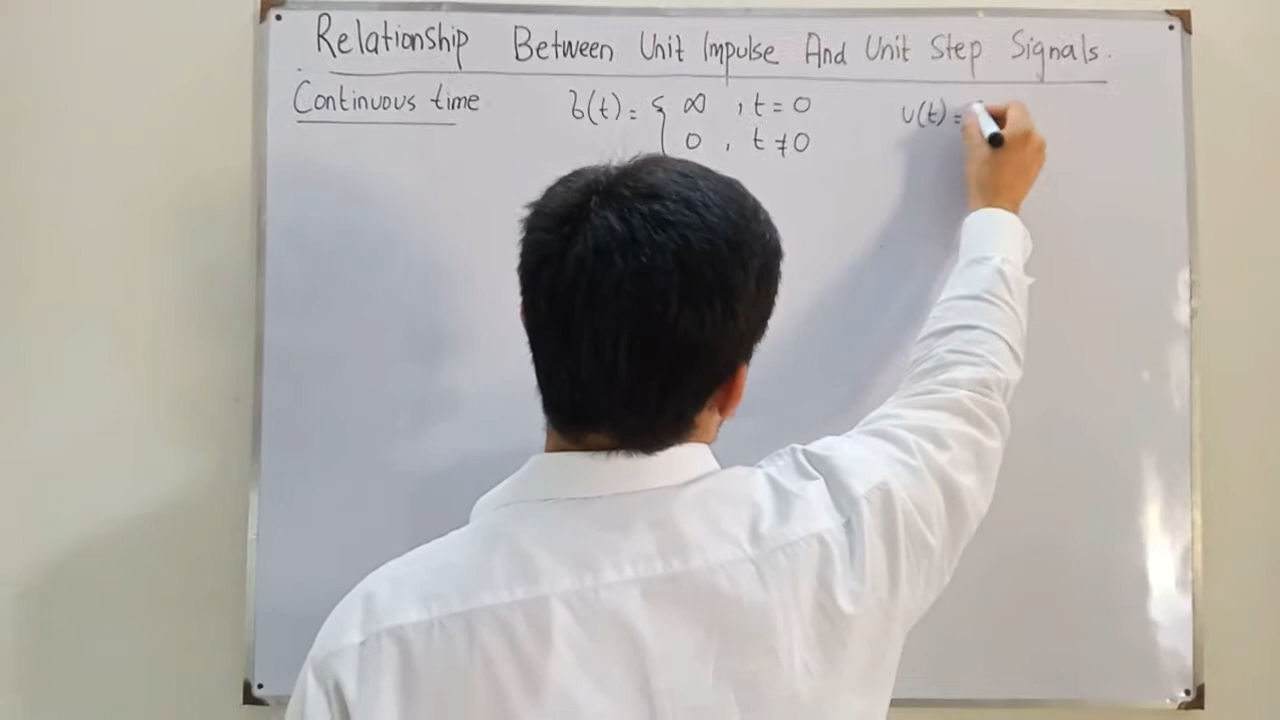 Relationship Between Unit Impulse And Unit Step Signals.
Continuous time
δ(t) = { ∞ , t = 0
0 , t ≠ 0
u(t) =